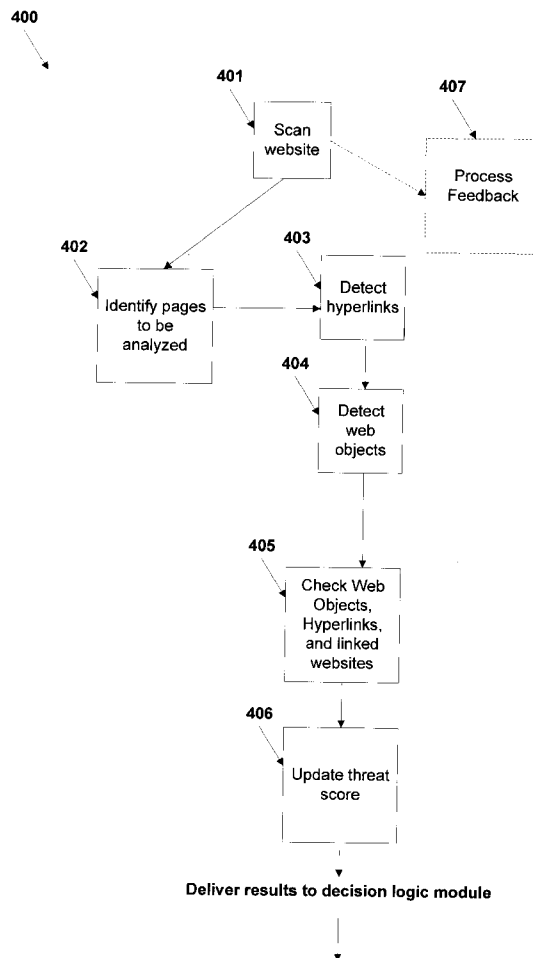 400
401
Scan
website
407
Process
Feedback
402
Identify pages
to be
analyzed
403
Detect
hyperlinks
404
Detect
web
objects
405
Check Web
Objects,
Hyperlinks,
and linked
websites
406
Update threat
score
Deliver results to decision logic module